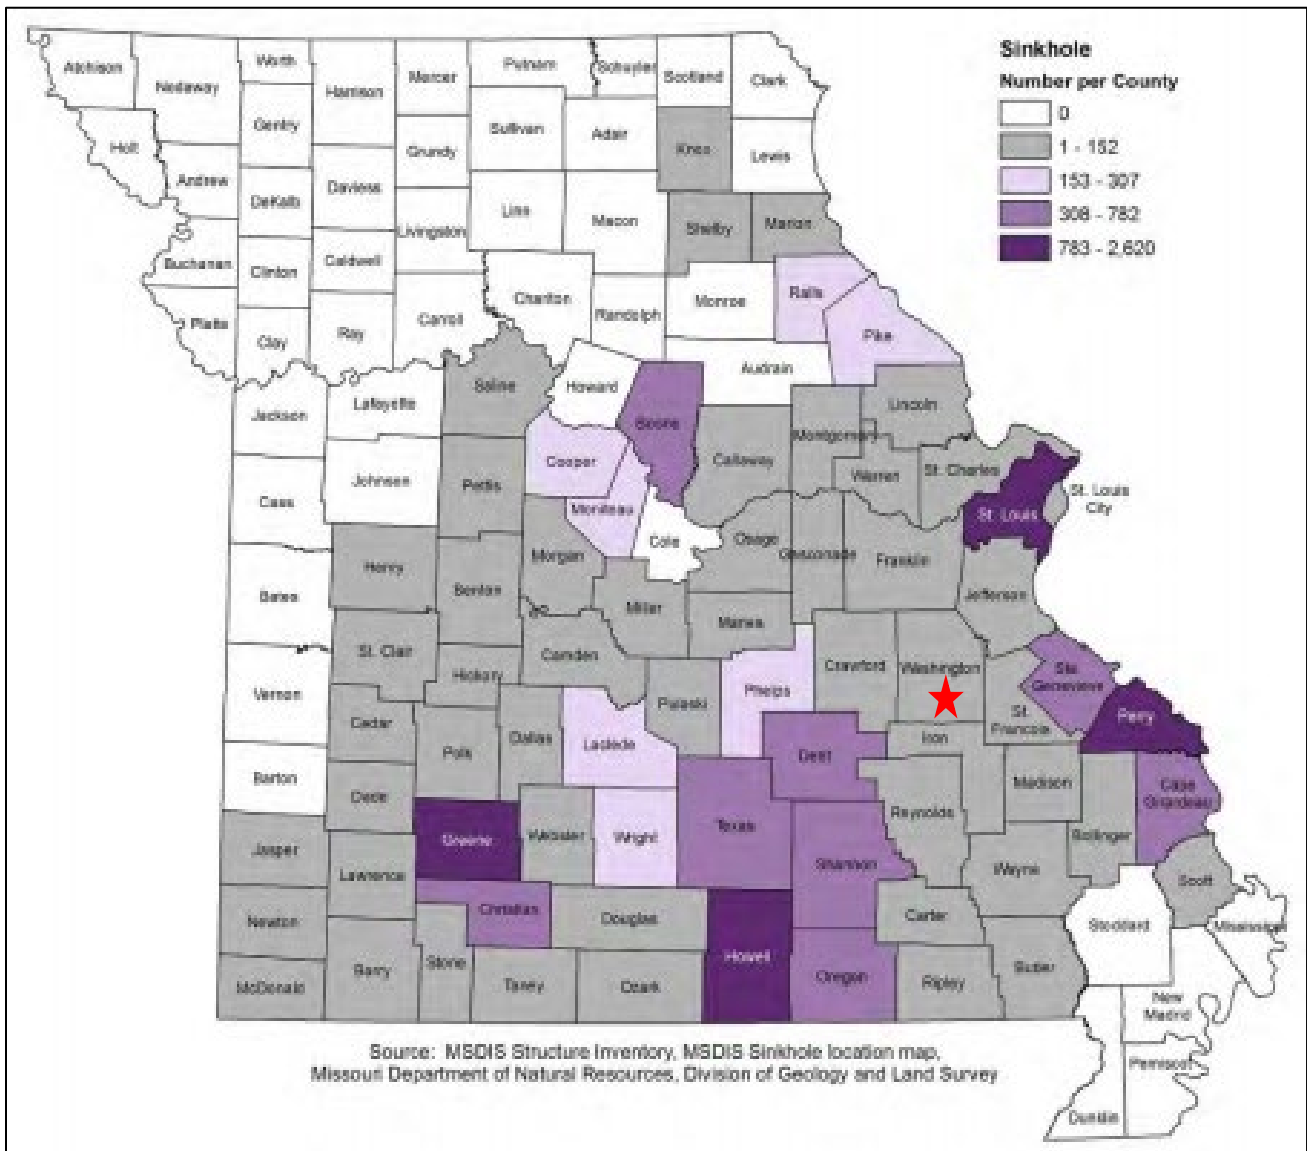 Sinkhole
Number per County
0
1 - 152
153 - 307
308 - 782
783 - 2,620
Atchison
Nodaway
Worth
Harrison
Mercer
Putnam
Schuyler
Scotland
Clark
Holt
Gentry
Grundy
Sullivan
Adair
Knox
Lewis
Andrew
DeKalb
Daviess
Livingston
Linn
Macon
Shelby
Marion
Buchanan
Clinton
Caldwell
Chariton
Randolph
Monroe
Ralls
Platte
Clay
Ray
Carroll
Pike
Saline
Howard
Boone
Audrain
Jackson
Lafayette
Lincoln
Cooper
Callaway
Montgomery
Warren
St. Charles
Cass
Johnson
Pettis
Moniteau
St. Louis
St. Louis
City
Cole
Osage
Gasconade
Franklin
Henry
Morgan
Bates
Benton
Miller
Maries
Jefferson
St. Clair
Hickory
Camden
Crawford
Washington
Ste.
Genevieve
Vernon
Cedar
Pulaski
Phelps
St.
Francois
Perry
Polk
Dallas
Laclede
Dent
Iron
Barton
Dade
Madison
Cape
Girardeau
Reynolds
Bollinger
Jasper
Greene
Webster
Wright
Texas
Shannon
Wayne
Lawrence
Scott
Newton
Christian
Douglas
Carter
Stoddard
Mississippi
McDonald
Barry
Stone
Taney
Ozark
Howell
Oregon
Ripley
Butler
New
Madrid
Pemiscot
Dunklin
Source: MSDIS Structure Inventory, MSDIS Sinkhole location map,
Missouri Department of Natural Resources, Division of Geology and Land Survey